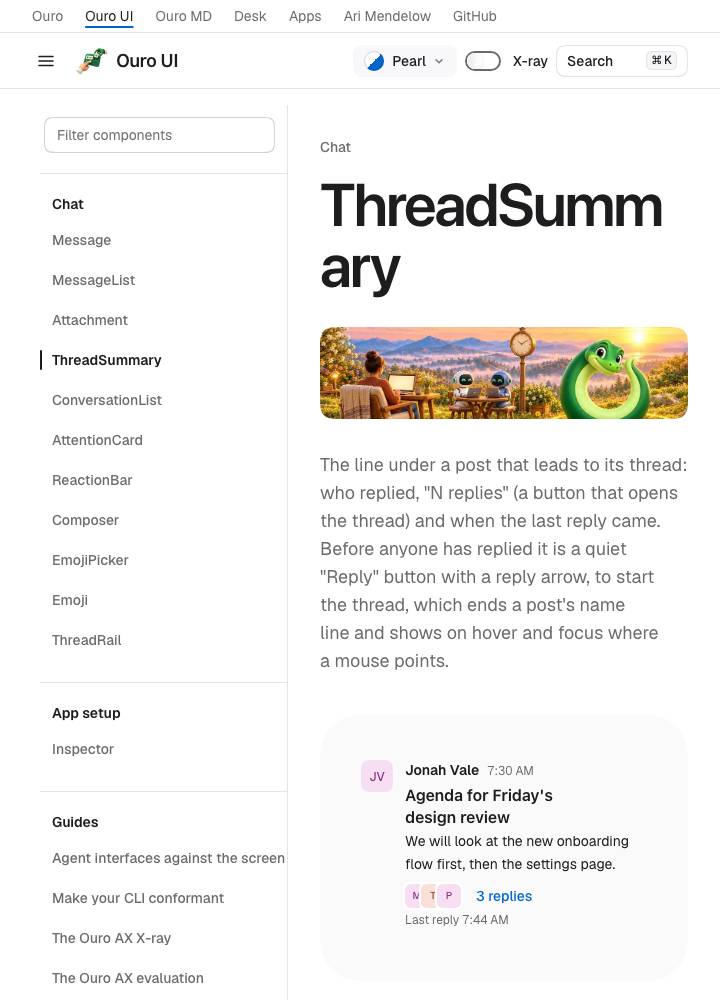 Ouro Ouro UI Ouro MD Desk Apps Ari Mendelow GitHub
Ouro UI Pearl X-ray Search ⌘ K
Filter components
Chat
Message
MessageList
Attachment
ThreadSummary
ConversationList
AttentionCard
ReactionBar
Composer
EmojiPicker
Emoji
ThreadRail
App setup
Inspector
Guides
Agent interfaces against the screen
Make your CLI conformant
The Ouro AX X-ray
The Ouro AX evaluation
Chat
ThreadSumm
ary
The line under a post that leads to its thread:
who replied, "N replies" (a button that opens
the thread) and when the last reply came.
Before anyone has replied it is a quiet
"Reply" button with a reply arrow, to start
the thread, which ends a post's name
line and shows on hover and focus where
a mouse points.
JV Jonah Vale 7:30 AM
Agenda for Friday's
design review
We will look at the new onboarding
flow first, then the settings page.
M T P 3 replies
Last reply 7:44 AM